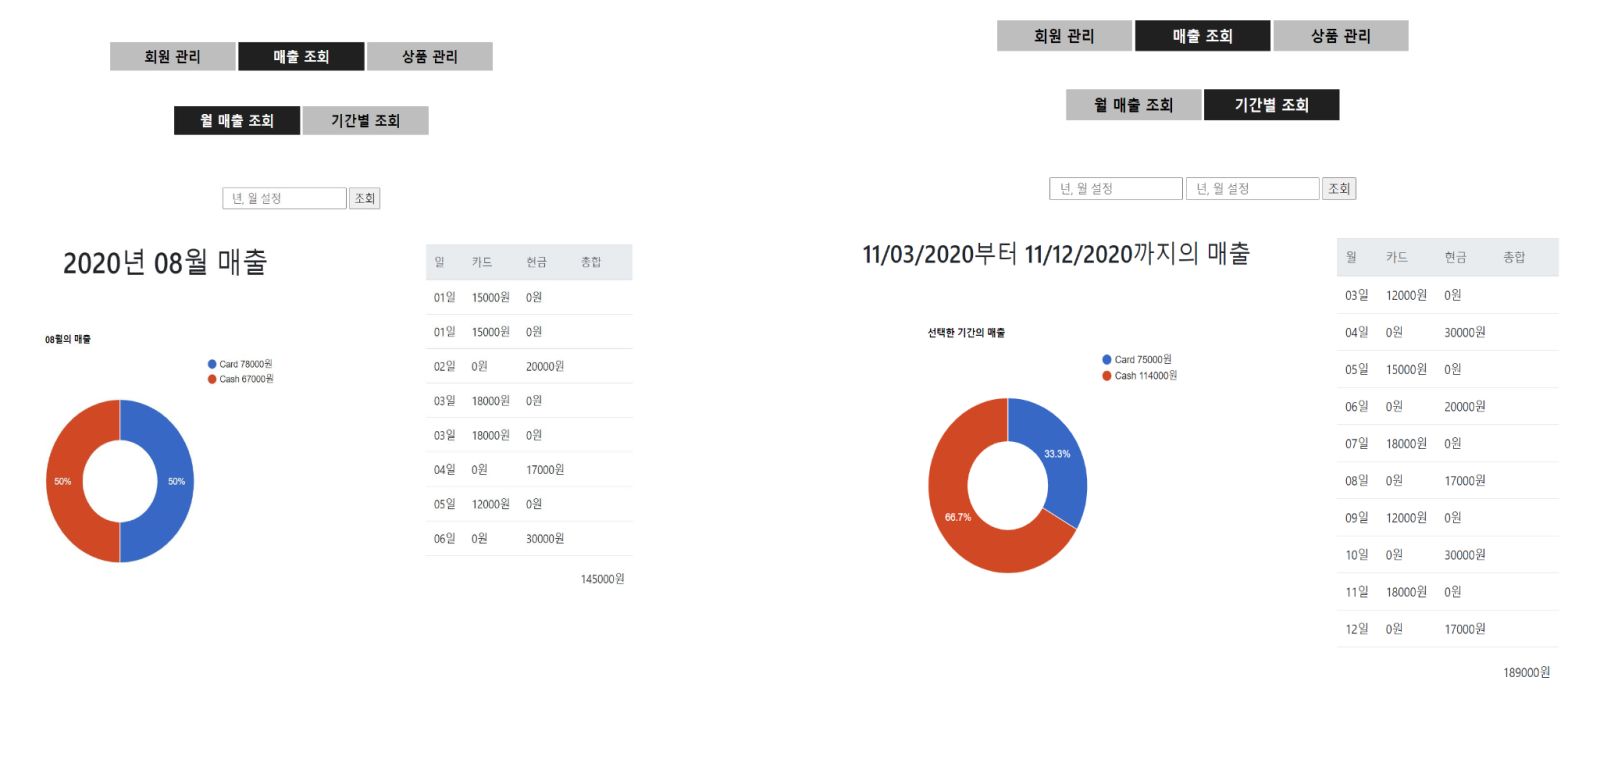 회원 관리 매출 조회 상품 관리
월 매출 조회 기간별 조회
년, 월 설정 조회
2020년 08월 매출
08월의 매출
Card 78000원
Cash 67000원
50% 50%
일 카드 현금 총합
01일 15000원 0원
01일 15000원 0원
02일 0원 20000원
03일 18000원 0원
03일 18000원 0원
04일 0원 17000원
05일 12000원 0원
06일 0원 30000원
145000원
회원 관리 매출 조회 상품 관리
월 매출 조회 기간별 조회
년, 월 설정 년, 월 설정 조회
11/03/2020부터 11/12/2020까지의 매출
선택한 기간의 매출
Card 75000원
Cash 114000원
33.3%
66.7%
월 카드 현금 총합
03일 12000원 0원
04일 0원 30000원
05일 15000원 0원
06일 0원 20000원
07일 18000원 0원
08일 0원 17000원
09일 12000원 0원
10일 0원 30000원
11일 18000원 0원
12일 0원 17000원
189000원